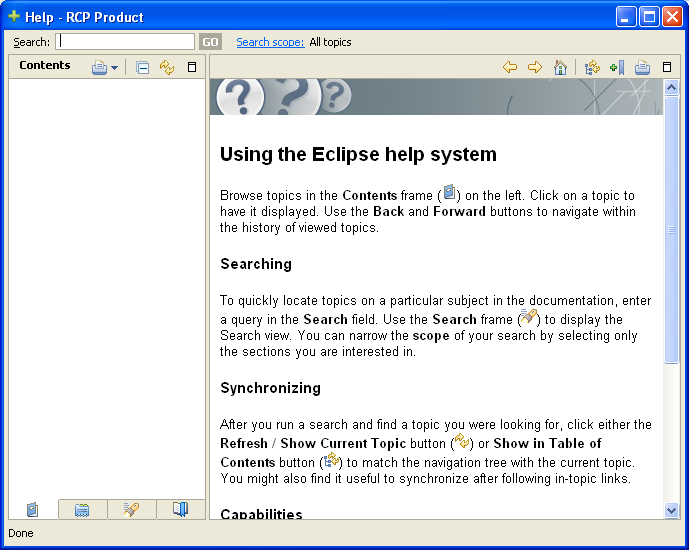 Help - RCP Product
Search: GO Search scope: All topics
Contents
Using the Eclipse help system
Browse topics in the Contents frame ( ) on the left. Click on a topic to
have it displayed. Use the Back and Forward buttons to navigate within
the history of viewed topics.
Searching
To quickly locate topics on a particular subject in the documentation, enter
a query in the Search field. Use the Search frame ( ) to display the
Search view. You can narrow the scope of your search by selecting only
the sections you are interested in.
Synchronizing
After you run a search and find a topic you were looking for, click either the
Refresh / Show Current Topic button ( ) or Show in Table of
Contents button ( ) to match the navigation tree with the current topic.
You might also find it useful to synchronize after following in-topic links.
Capabilities
Done